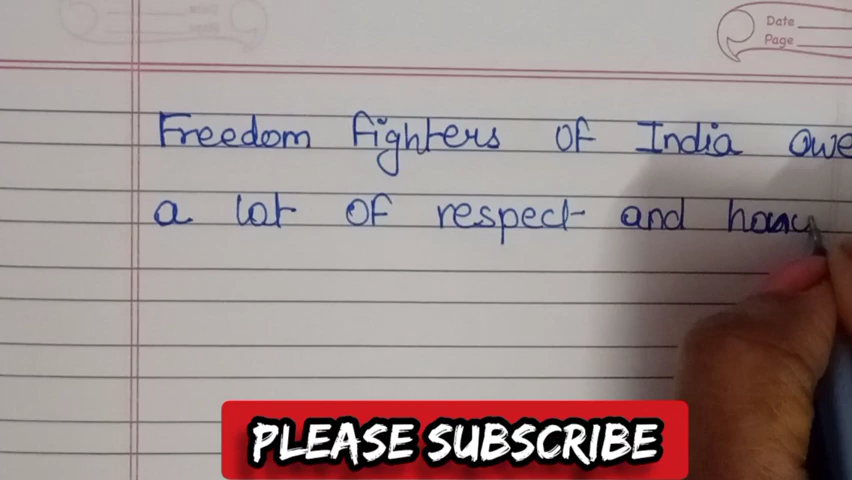 Date
Page
Freedom fighters of India owe
a lot of respect and
PLEASE SUBSCRIBE